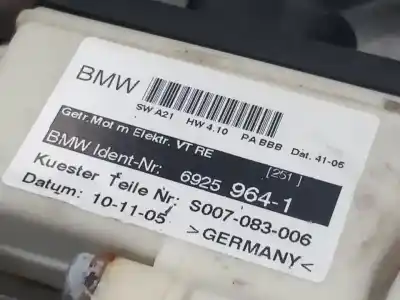 BMW
SW A21 HW 4.10 PA BBB Dat. 41-05
Getr.Mot m Elektr. VT RE
[251]
BMW Ident-Nr: 6925 964-1
Kuester Teile Nr: S007-083-006
Datum: 10-11-05 >GERMANY<